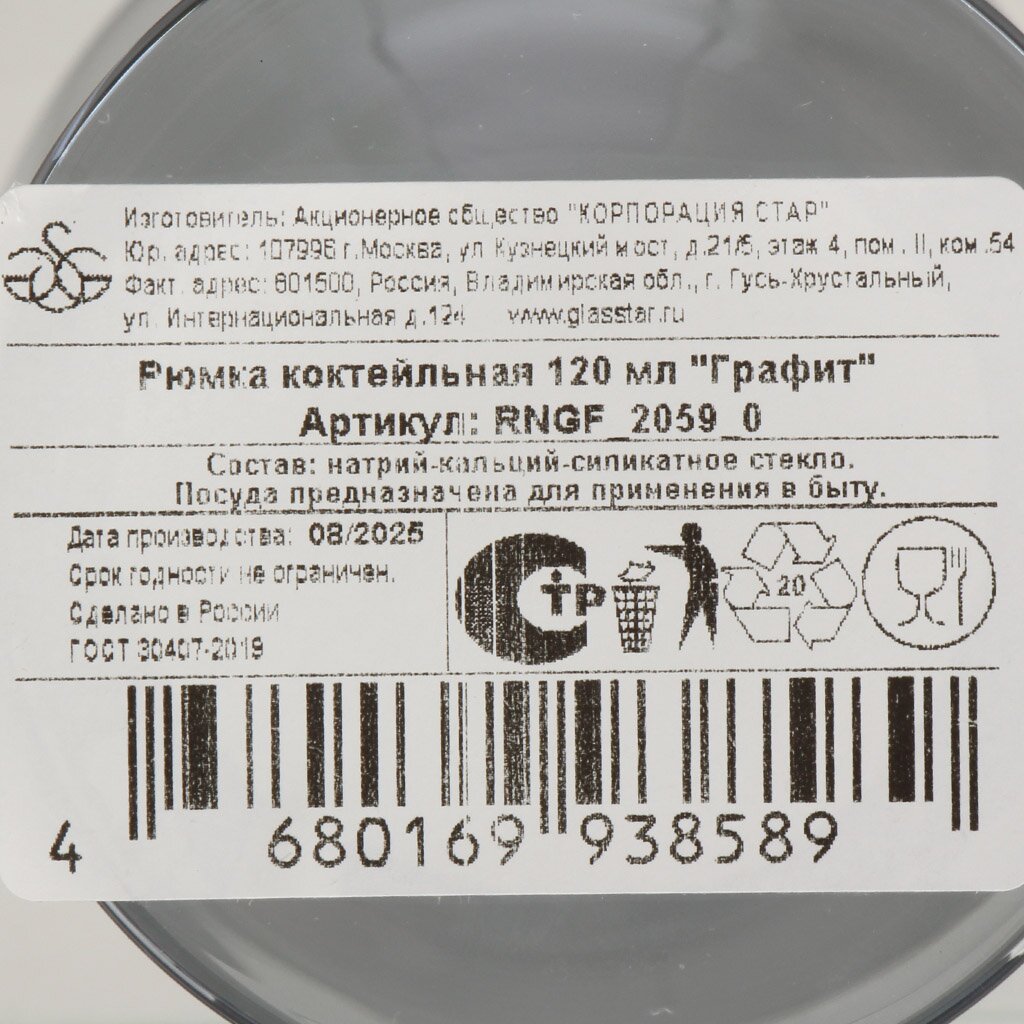 Изготовитель: Акционерное общество "КОРПОРАЦИЯ СТАР"
Юр. адрес: 107996 г.Москва, ул Кузнецкий мост, д.21/5, этаж 4, пом. II, ком.54
Факт. адрес: 601500, Россия, Владимирская обл., г. Гусь-Хрустальный,
ул. Интернациональная д.124 www.glasstar.ru
Рюмка коктейльная 120 мл "Графит"
Артикул: RNGF_2059_0
Состав: натрий-кальций-силикатное стекло.
Посуда предназначена для применения в быту.
Дата производства: 08/2025
Срок годности не ограничен.
Сделано в России
ГОСТ 30407-2019
СТР
20
4 680169 938589